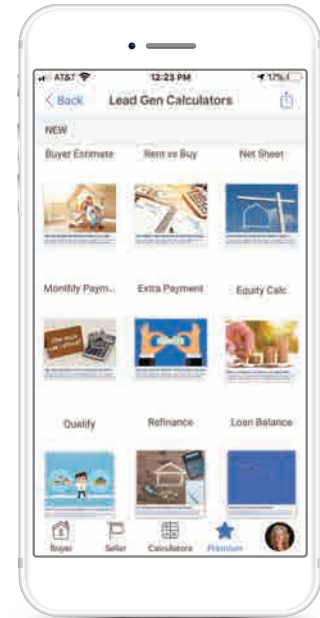 AT&T 12:23 PM 17%
Back Lead Gen Calculators
NEW
Buyer Estimate Rent vs Buy Net Sheet
Monthly Paym... Extra Payment Equity Calc
Qualify Refinance Loan Balance
Buyer Seller Calculators Premium